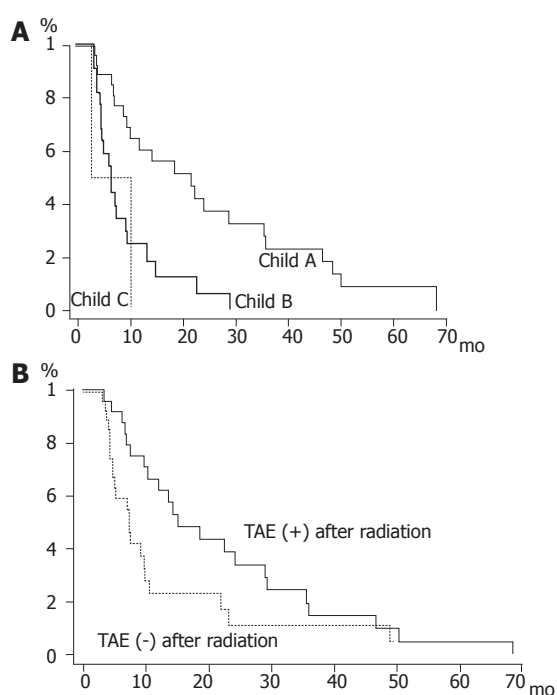 A
%
1
8
6
4
2
0
Child A
Child C
Child B
0 10 20 30 40 50 60 70 mo
B
%
1
8
6
4
2
0
TAE (+) after radiation
TAE (-) after radiation
0 10 20 30 40 50 60 70 mo